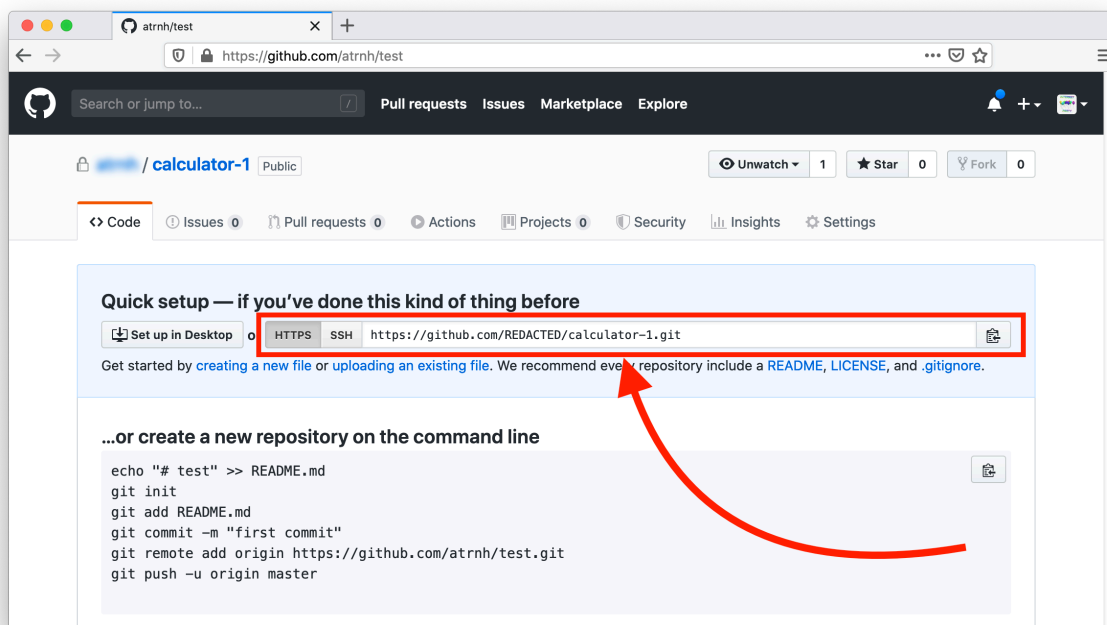 atrnh/test
https://github.com/atrnh/test
Search or jump to... / Pull requests Issues Marketplace Explore
/ calculator-1 Public Unwatch 1 Star 0 Fork 0
Code Issues 0 Pull requests 0 Actions Projects 0 Security Insights Settings
Quick setup — if you’ve done this kind of thing before
Set up in Desktop o HTTPS SSH https://github.com/REDACTED/calculator-1.git
Get started by creating a new file or uploading an existing file. We recommend every repository include a README, LICENSE, and .gitignore.
…or create a new repository on the command line
echo "# test" >> README.md
git init
git add README.md
git commit -m "first commit"
git remote add origin https://github.com/atrnh/test.git
git push -u origin master